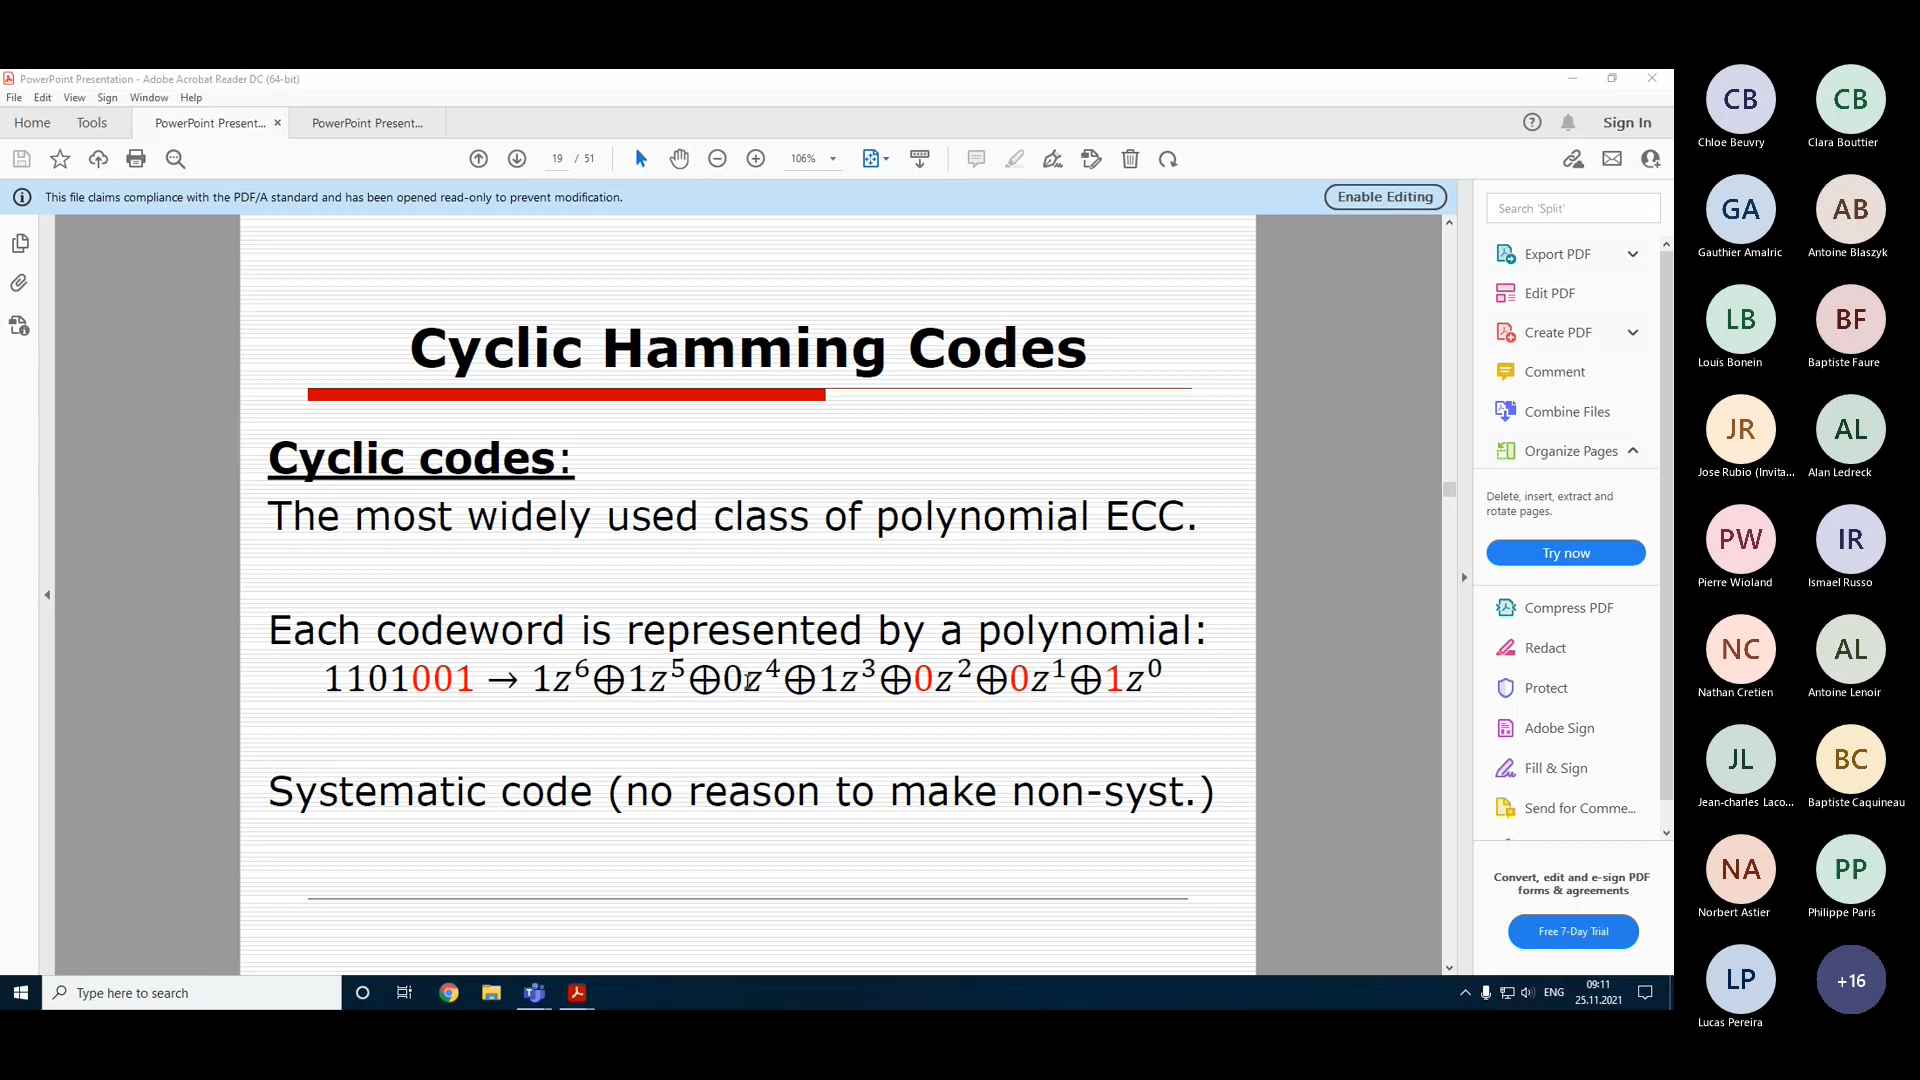 PowerPoint Presentation - Adobe Acrobat Reader DC (64-bit)
File Edit View Sign Window Help
Home Tools PowerPoint Present... × PowerPoint Present... Sign In
19 / 51 106%
This file claims compliance with the PDF/A standard and has been opened read-only to prevent modification. Enable Editing
Cyclic Hamming Codes
Cyclic codes:
The most widely used class of polynomial ECC.
Each codeword is represented by a polynomial:
1101001 → 1z⁶⊕1z⁵⊕0z⁴⊕1z³⊕0z²⊕0z¹⊕1z⁰
Systematic code (no reason to make non-syst.)
Search 'Split'
Export PDF
Edit PDF
Create PDF
Comment
Combine Files
Organize Pages
Delete, insert, extract and
rotate pages.
Try now
Compress PDF
Redact
Protect
Adobe Sign
Fill & Sign
Send for Comme...
Convert, edit and e-sign PDF
forms & agreements
Free 7-Day Trial
Type here to search
ENG
09:11
25.11.2021
CB CB
Chloe Beuvry Clara Bouttier
GA AB
Gauthier Amalric Antoine Blaszyk
LB BF
Louis Bonein Baptiste Faure
JR AL
Jose Rubio (Invita... Alan Ledreck
PW IR
Pierre Wioland Ismael Russo
NC AL
Nathan Cretien Antoine Lenoir
JL BC
Jean-charles Laco... Baptiste Caquineau
NA PP
Norbert Astier Philippe Paris
LP +16
Lucas Pereira